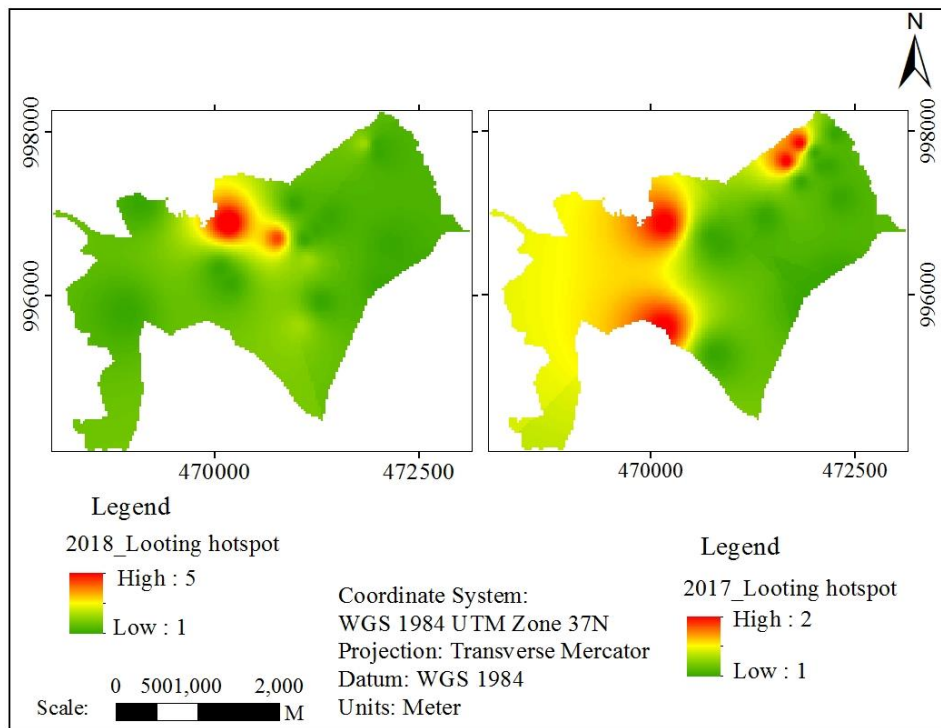 N
998000
996000
470000
472500
998000
996000
470000
472500
Legend
2018_Looting hotspot
High : 5
Low : 1
Legend
2017_Looting hotspot
High : 2
Low : 1
Coordinate System:
WGS 1984 UTM Zone 37N
Projection: Transverse Mercator
Datum: WGS 1984
Units: Meter
0 5001,000 2,000
Scale: M